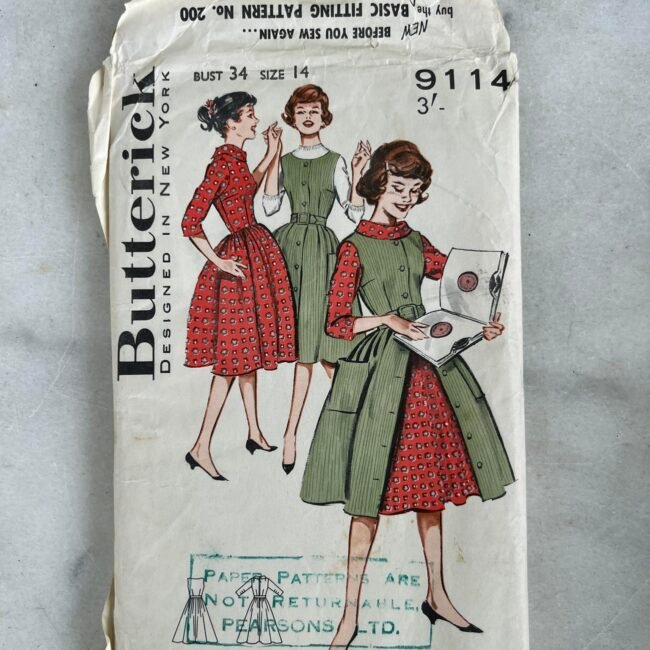 buy the BASIC FITTING PATTERN No. 200
NEW
BEFORE YOU SEW AGAIN...
Butterick
DESIGNED IN NEW YORK
BUST 34 SIZE 14
9114
3/-
PAPER PATTERNS ARE
NOT RETURNABLE.
PEARSONS LTD.